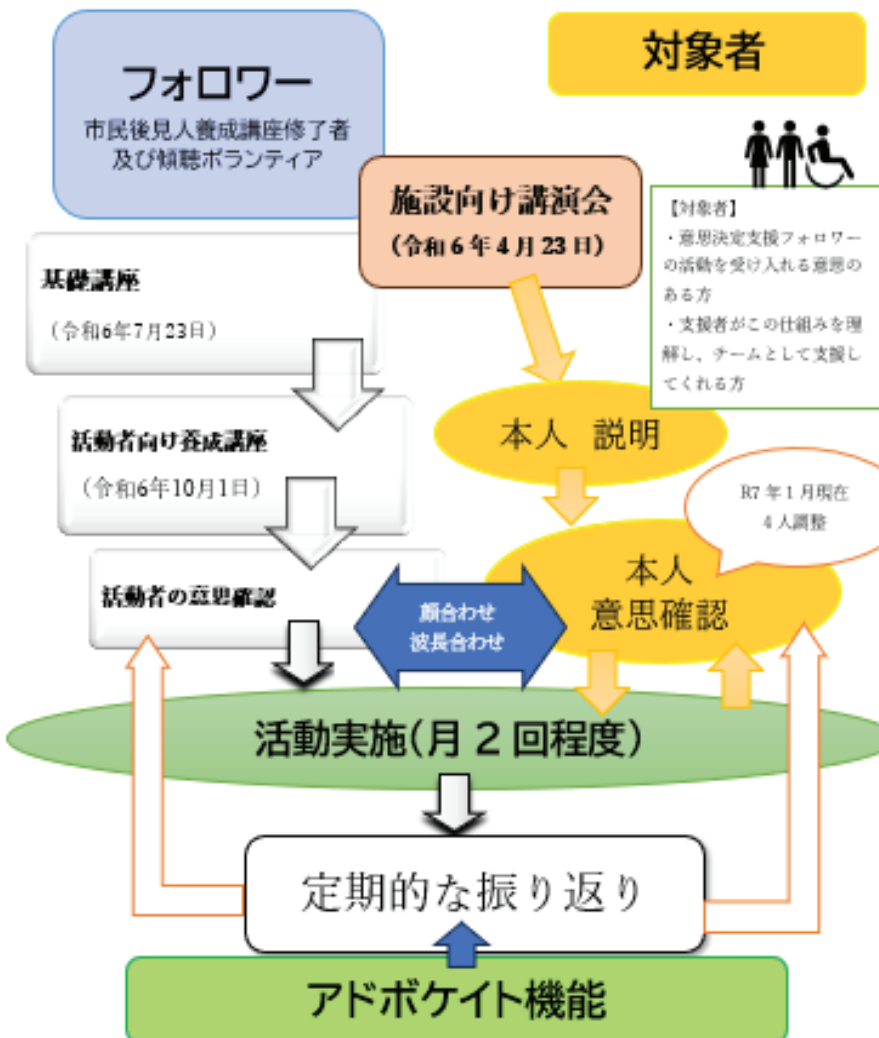 フォロワー
市民後見人養成講座修了者
及び傾聴ボランティア
対象者
施設向け講演会
(令和6年4月23日)
【対象者】
・意思決定支援フォロワー
の活動を受け入れる意思の
ある方
・支援者がこの仕組みを理
解し、チームとして支援し
てくれる方
基礎講座
(令和6年7月23日)
活動者向け養成講座
(令和6年10月1日)
活動者の意思確認
本人 説明
R7年1月現在
4人調整
本人
意思確認
顔合わせ
波長合わせ
活動実施(月2回程度)
定期的な振り返り
アドボケイト機能